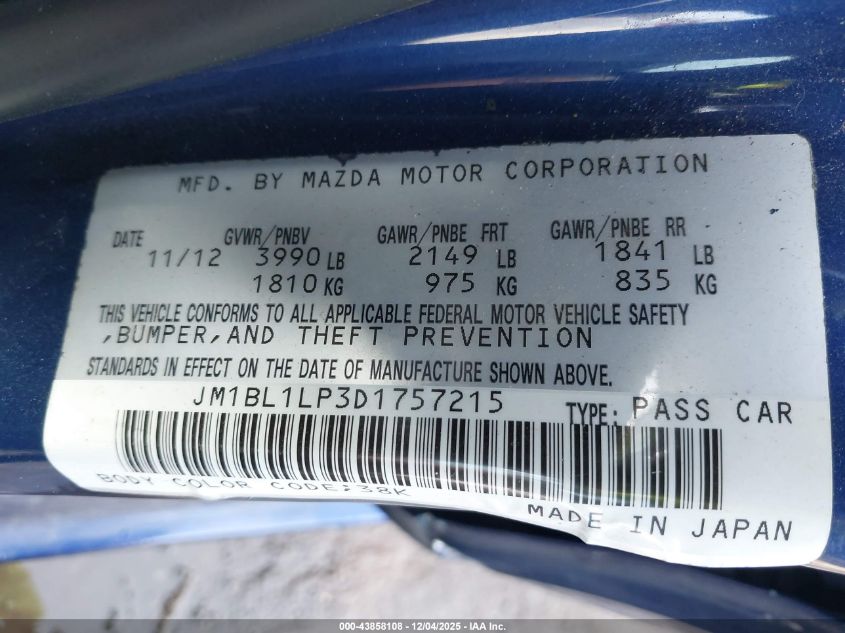 MFD. BY MAZDA MOTOR CORPORATION
DATE GVWR/PNBV GAWR/PNBE FRT GAWR/PNBE RR
11/12 3990 LB 2149 LB 1841 LB
1810 KG 975 KG 835 KG
THIS VEHICLE CONFORMS TO ALL APPLICABLE FEDERAL MOTOR VEHICLE SAFETY
,BUMPER,AND THEFT PREVENTION
STANDARDS IN EFFECT ON THE DATE OF MANUFACTURE SHOWN ABOVE.
JM1BL1LP3D1757215 TYPE: PASS CAR
BODY COLOR CODE:38K
MADE IN JAPAN
000-43858108 - 12/04/2025 - IAA Inc.